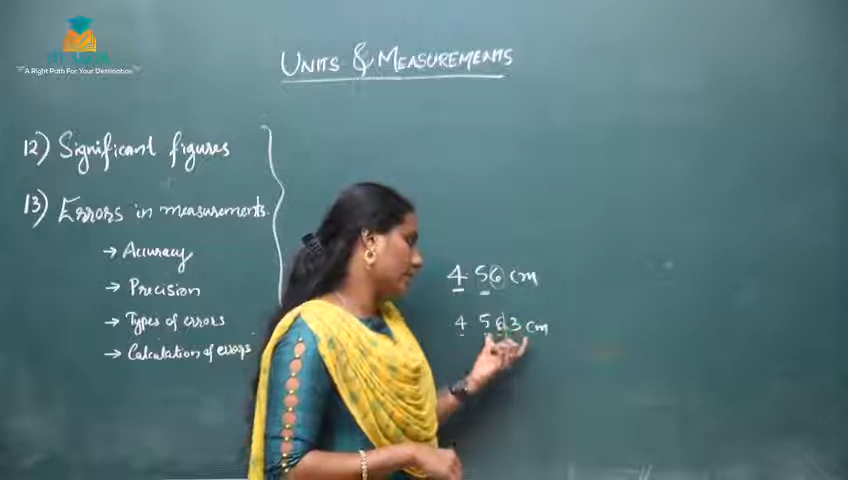 A Right Path For Your Destination
UNITS & MEASUREMENTS
12) Significant figures
13) Errors in measurements.
→ Accuracy
→ Precision
→ Types of errors
→ Calculation of errors
4 56 cm
4 563 cm